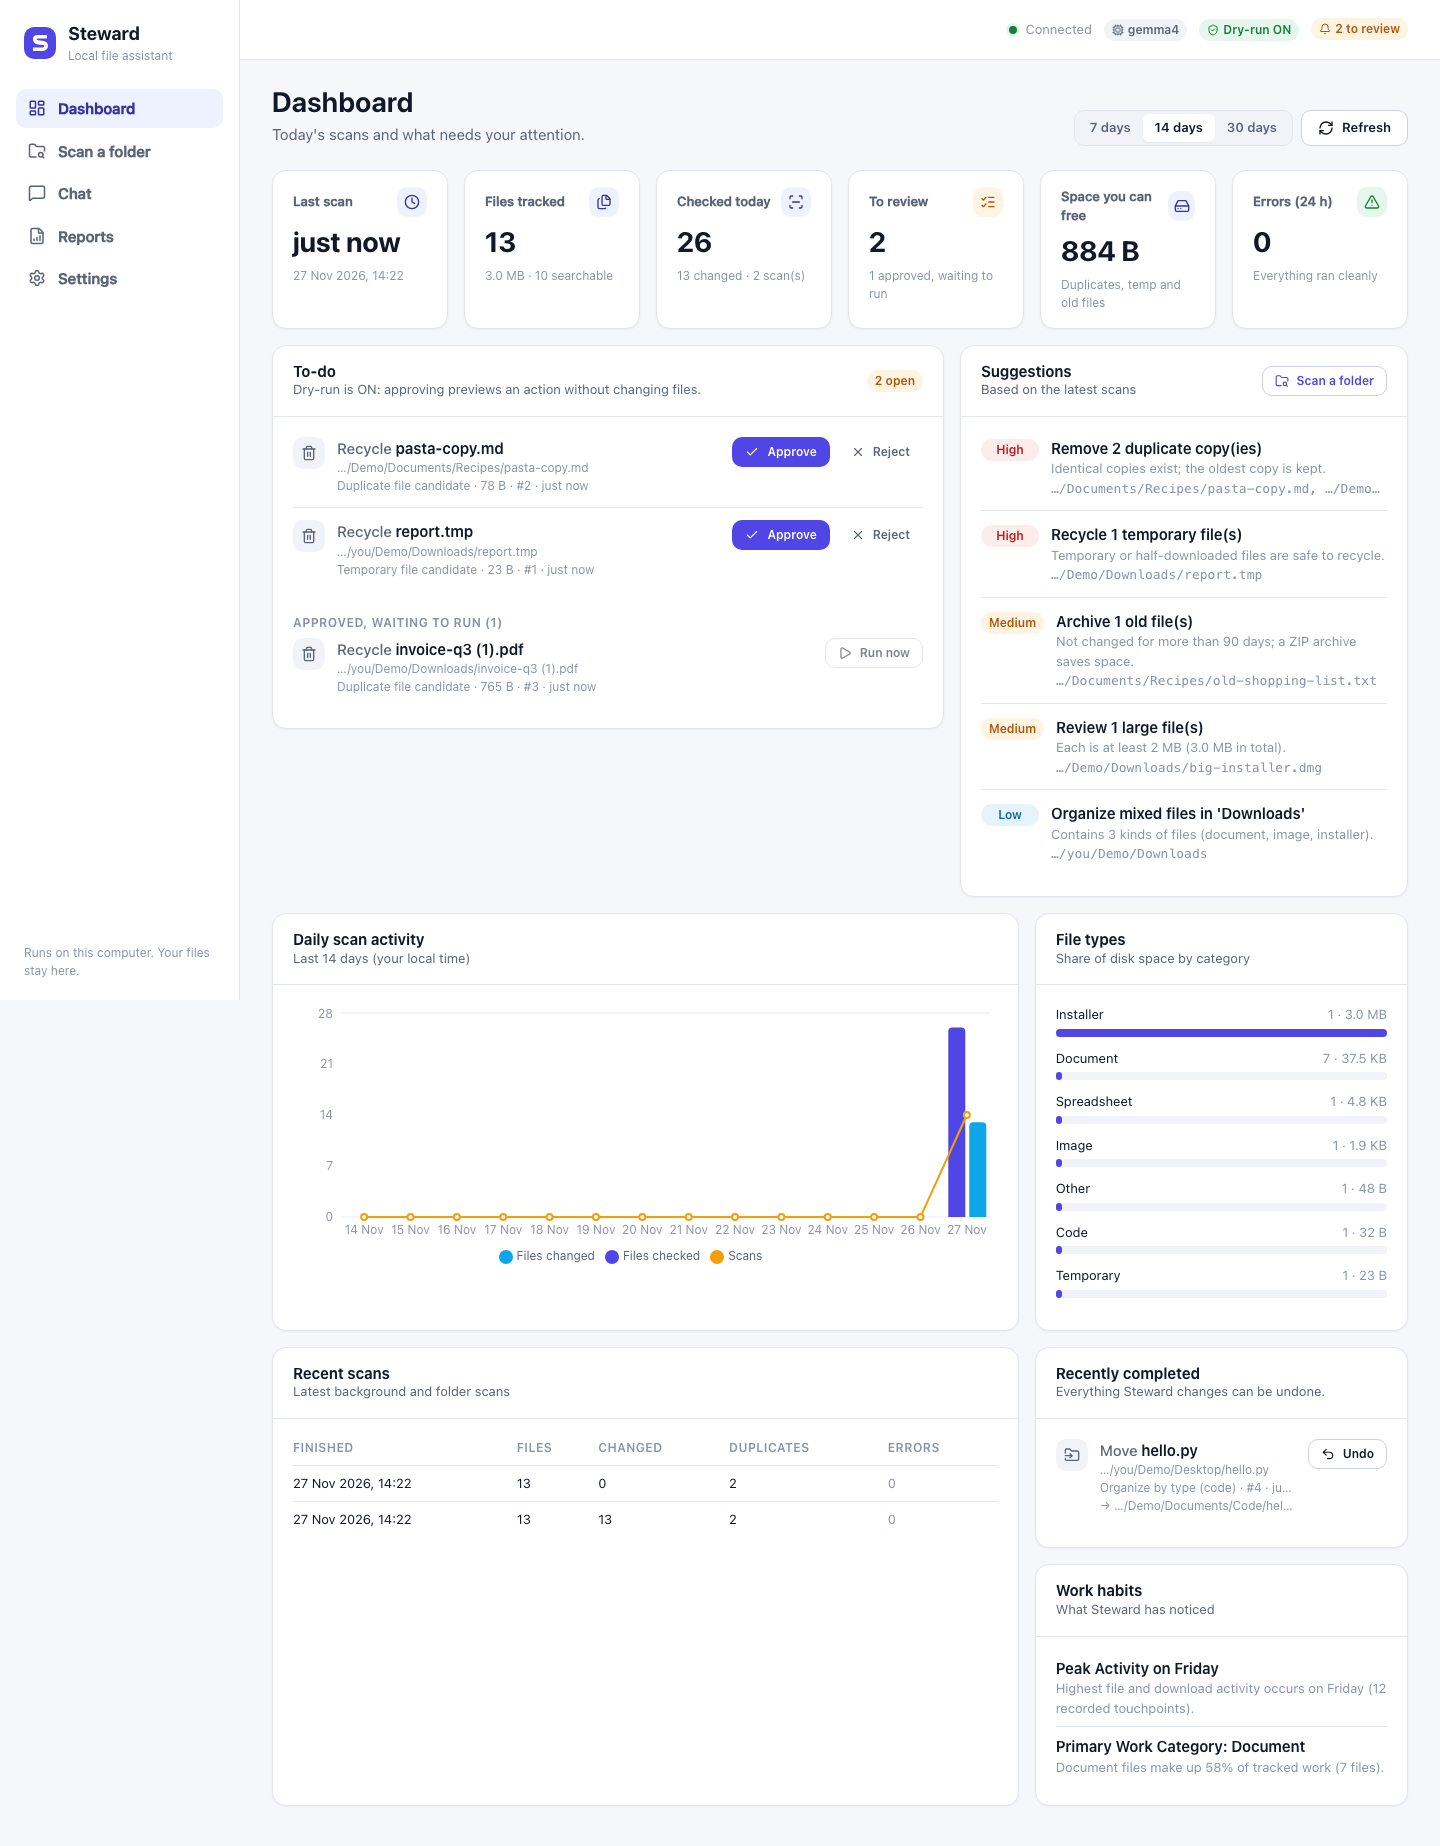 Steward
Local file assistant
Dashboard
Scan a folder
Chat
Reports
Settings
Runs on this computer. Your files
stay here.
Connected
gemma4
Dry-run ON
2 to review
Dashboard
Today's scans and what needs your attention.
7 days
14 days
30 days
Refresh
Last scan
just now
27 Nov 2026, 14:22
Files tracked
13
3.0 MB · 10 searchable
Checked today
26
13 changed · 2 scan(s)
To review
2
1 approved, waiting to
run
Space you can
free
884 B
Duplicates, temp and
old files
Errors (24 h)
0
Everything ran cleanly
To-do
Dry-run is ON: approving previews an action without changing files.
2 open
Recycle pasta-copy.md
…/Demo/Documents/Recipes/pasta-copy.md
Duplicate file candidate · 78 B · #2 · just now
Approve
Reject
Recycle report.tmp
…/you/Demo/Downloads/report.tmp
Temporary file candidate · 23 B · #1 · just now
Approve
Reject
APPROVED, WAITING TO RUN (1)
Recycle invoice-q3 (1).pdf
…/you/Demo/Downloads/invoice-q3 (1).pdf
Duplicate file candidate · 765 B · #3 · just now
Run now
Suggestions
Based on the latest scans
Scan a folder
High
Remove 2 duplicate copy(ies)
Identical copies exist; the oldest copy is kept.
…/Documents/Recipes/pasta-copy.md, …/Demo…
High
Recycle 1 temporary file(s)
Temporary or half-downloaded files are safe to recycle.
…/Demo/Downloads/report.tmp
Medium
Archive 1 old file(s)
Not changed for more than 90 days; a ZIP archive
saves space.
…/Documents/Recipes/old-shopping-list.txt
Medium
Review 1 large file(s)
Each is at least 2 MB (3.0 MB in total).
…/Demo/Downloads/big-installer.dmg
Low
Organize mixed files in 'Downloads'
Contains 3 kinds of files (document, image, installer).
…/you/Demo/Downloads
Daily scan activity
Last 14 days (your local time)
28
21
14
7
0
14 Nov 15 Nov 16 Nov 17 Nov 18 Nov 19 Nov 20 Nov 21 Nov 22 Nov 23 Nov 24 Nov 25 Nov 26 Nov 27 Nov
Files changed Files checked Scans
File types
Share of disk space by category
Installer 1 · 3.0 MB
Document 7 · 37.5 KB
Spreadsheet 1 · 4.8 KB
Image 1 · 1.9 KB
Other 1 · 48 B
Code 1 · 32 B
Temporary 1 · 23 B
Recent scans
Latest background and folder scans
FINISHED FILES CHANGED DUPLICATES ERRORS
27 Nov 2026, 14:22 13 0 2 0
27 Nov 2026, 14:22 13 13 2 0
Recently completed
Everything Steward changes can be undone.
Move hello.py
…/you/Demo/Desktop/hello.py
Organize by type (code) · #4 · ju…
→ …/Demo/Documents/Code/hel…
Undo
Work habits
What Steward has noticed
Peak Activity on Friday
Highest file and download activity occurs on Friday (12
recorded touchpoints).
Primary Work Category: Document
Document files make up 58% of tracked work (7 files).